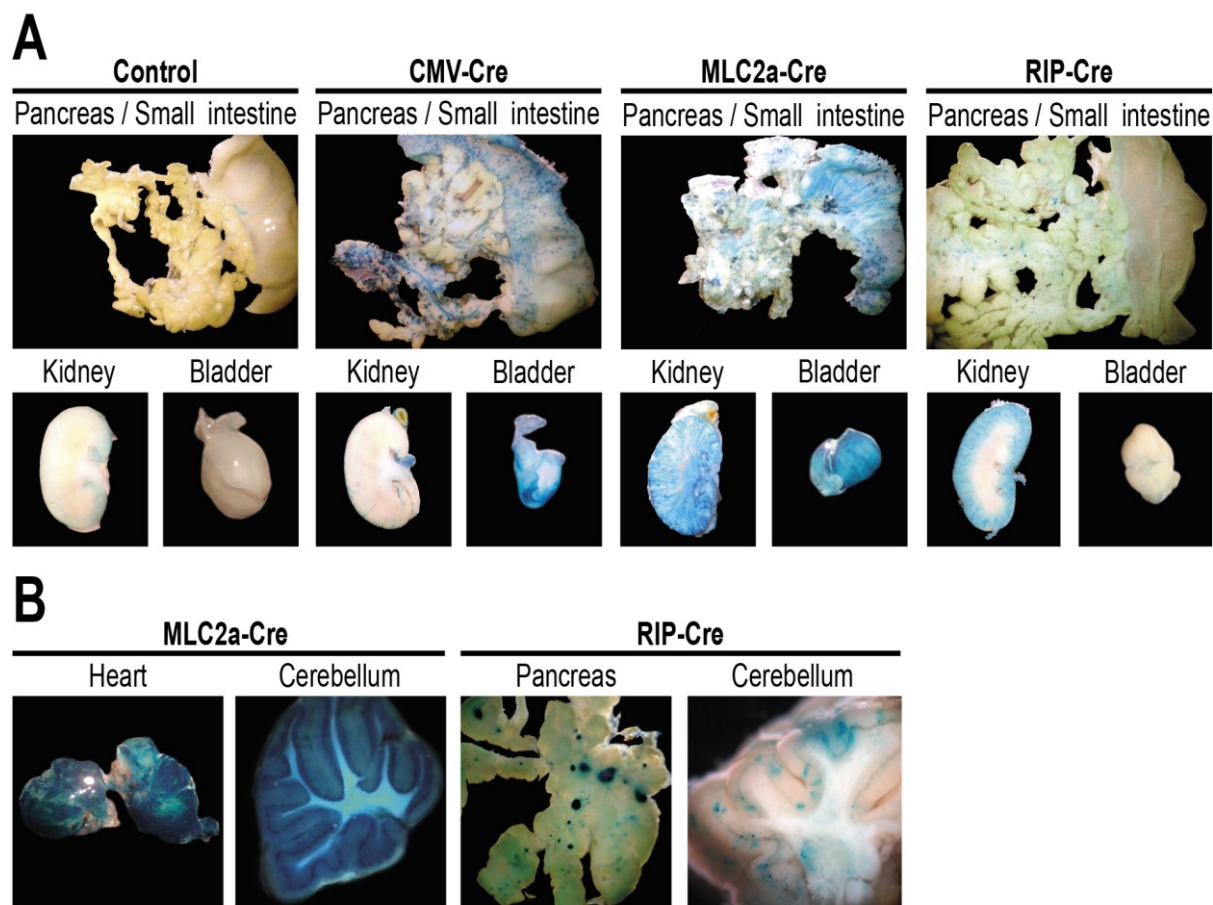 A
Control CMV-Cre MLC2a-Cre RIP-Cre
Pancreas / Small intestine Pancreas / Small intestine Pancreas / Small intestine Pancreas / Small intestine
Kidney Bladder Kidney Bladder Kidney Bladder Kidney Bladder
B
MLC2a-Cre RIP-Cre
Heart Cerebellum Pancreas Cerebellum